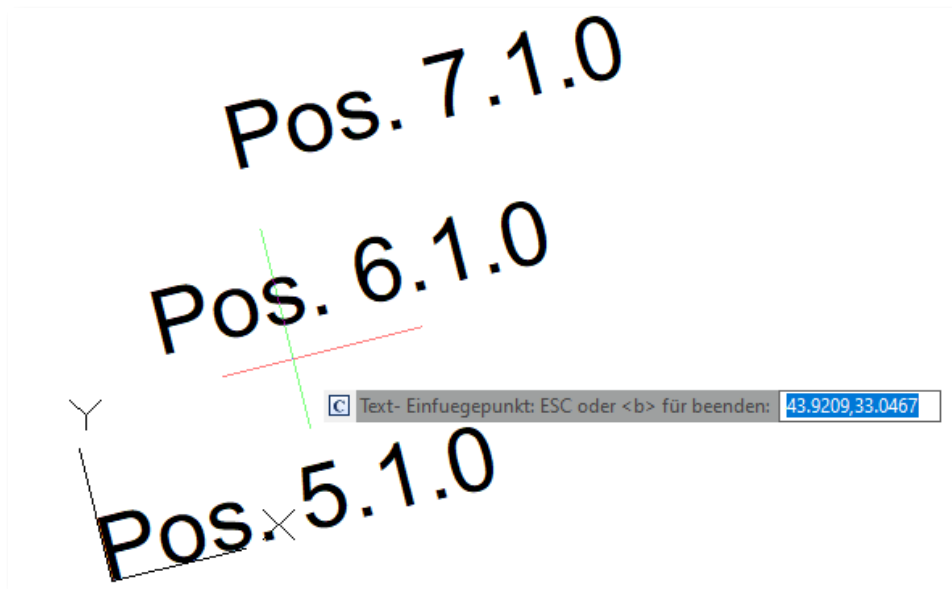 Pos. 7.1.0
Pos. 6.1.0
C Text- Einfuegepunkt: ESC oder <b> für beenden: 43.9209,33.0467
Y
Pos. 5.1.0
X